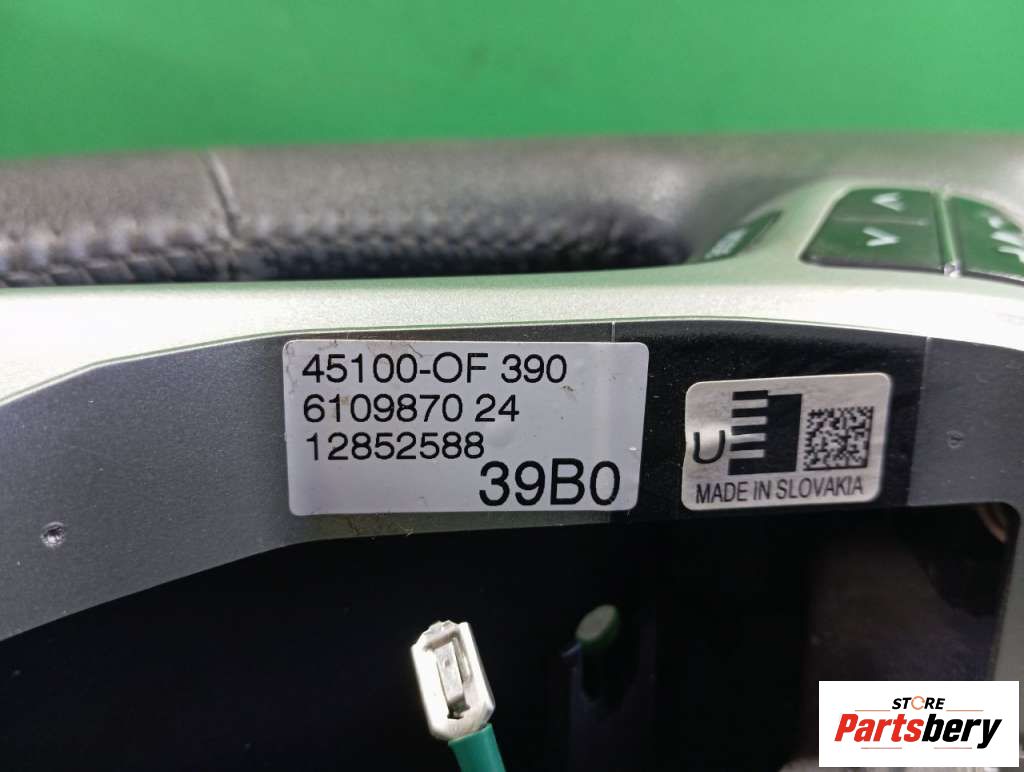 45100-OF 390
6109870 24
12852588
39B0
U
MADE IN SLOVAKIA
STORE
Partsbery